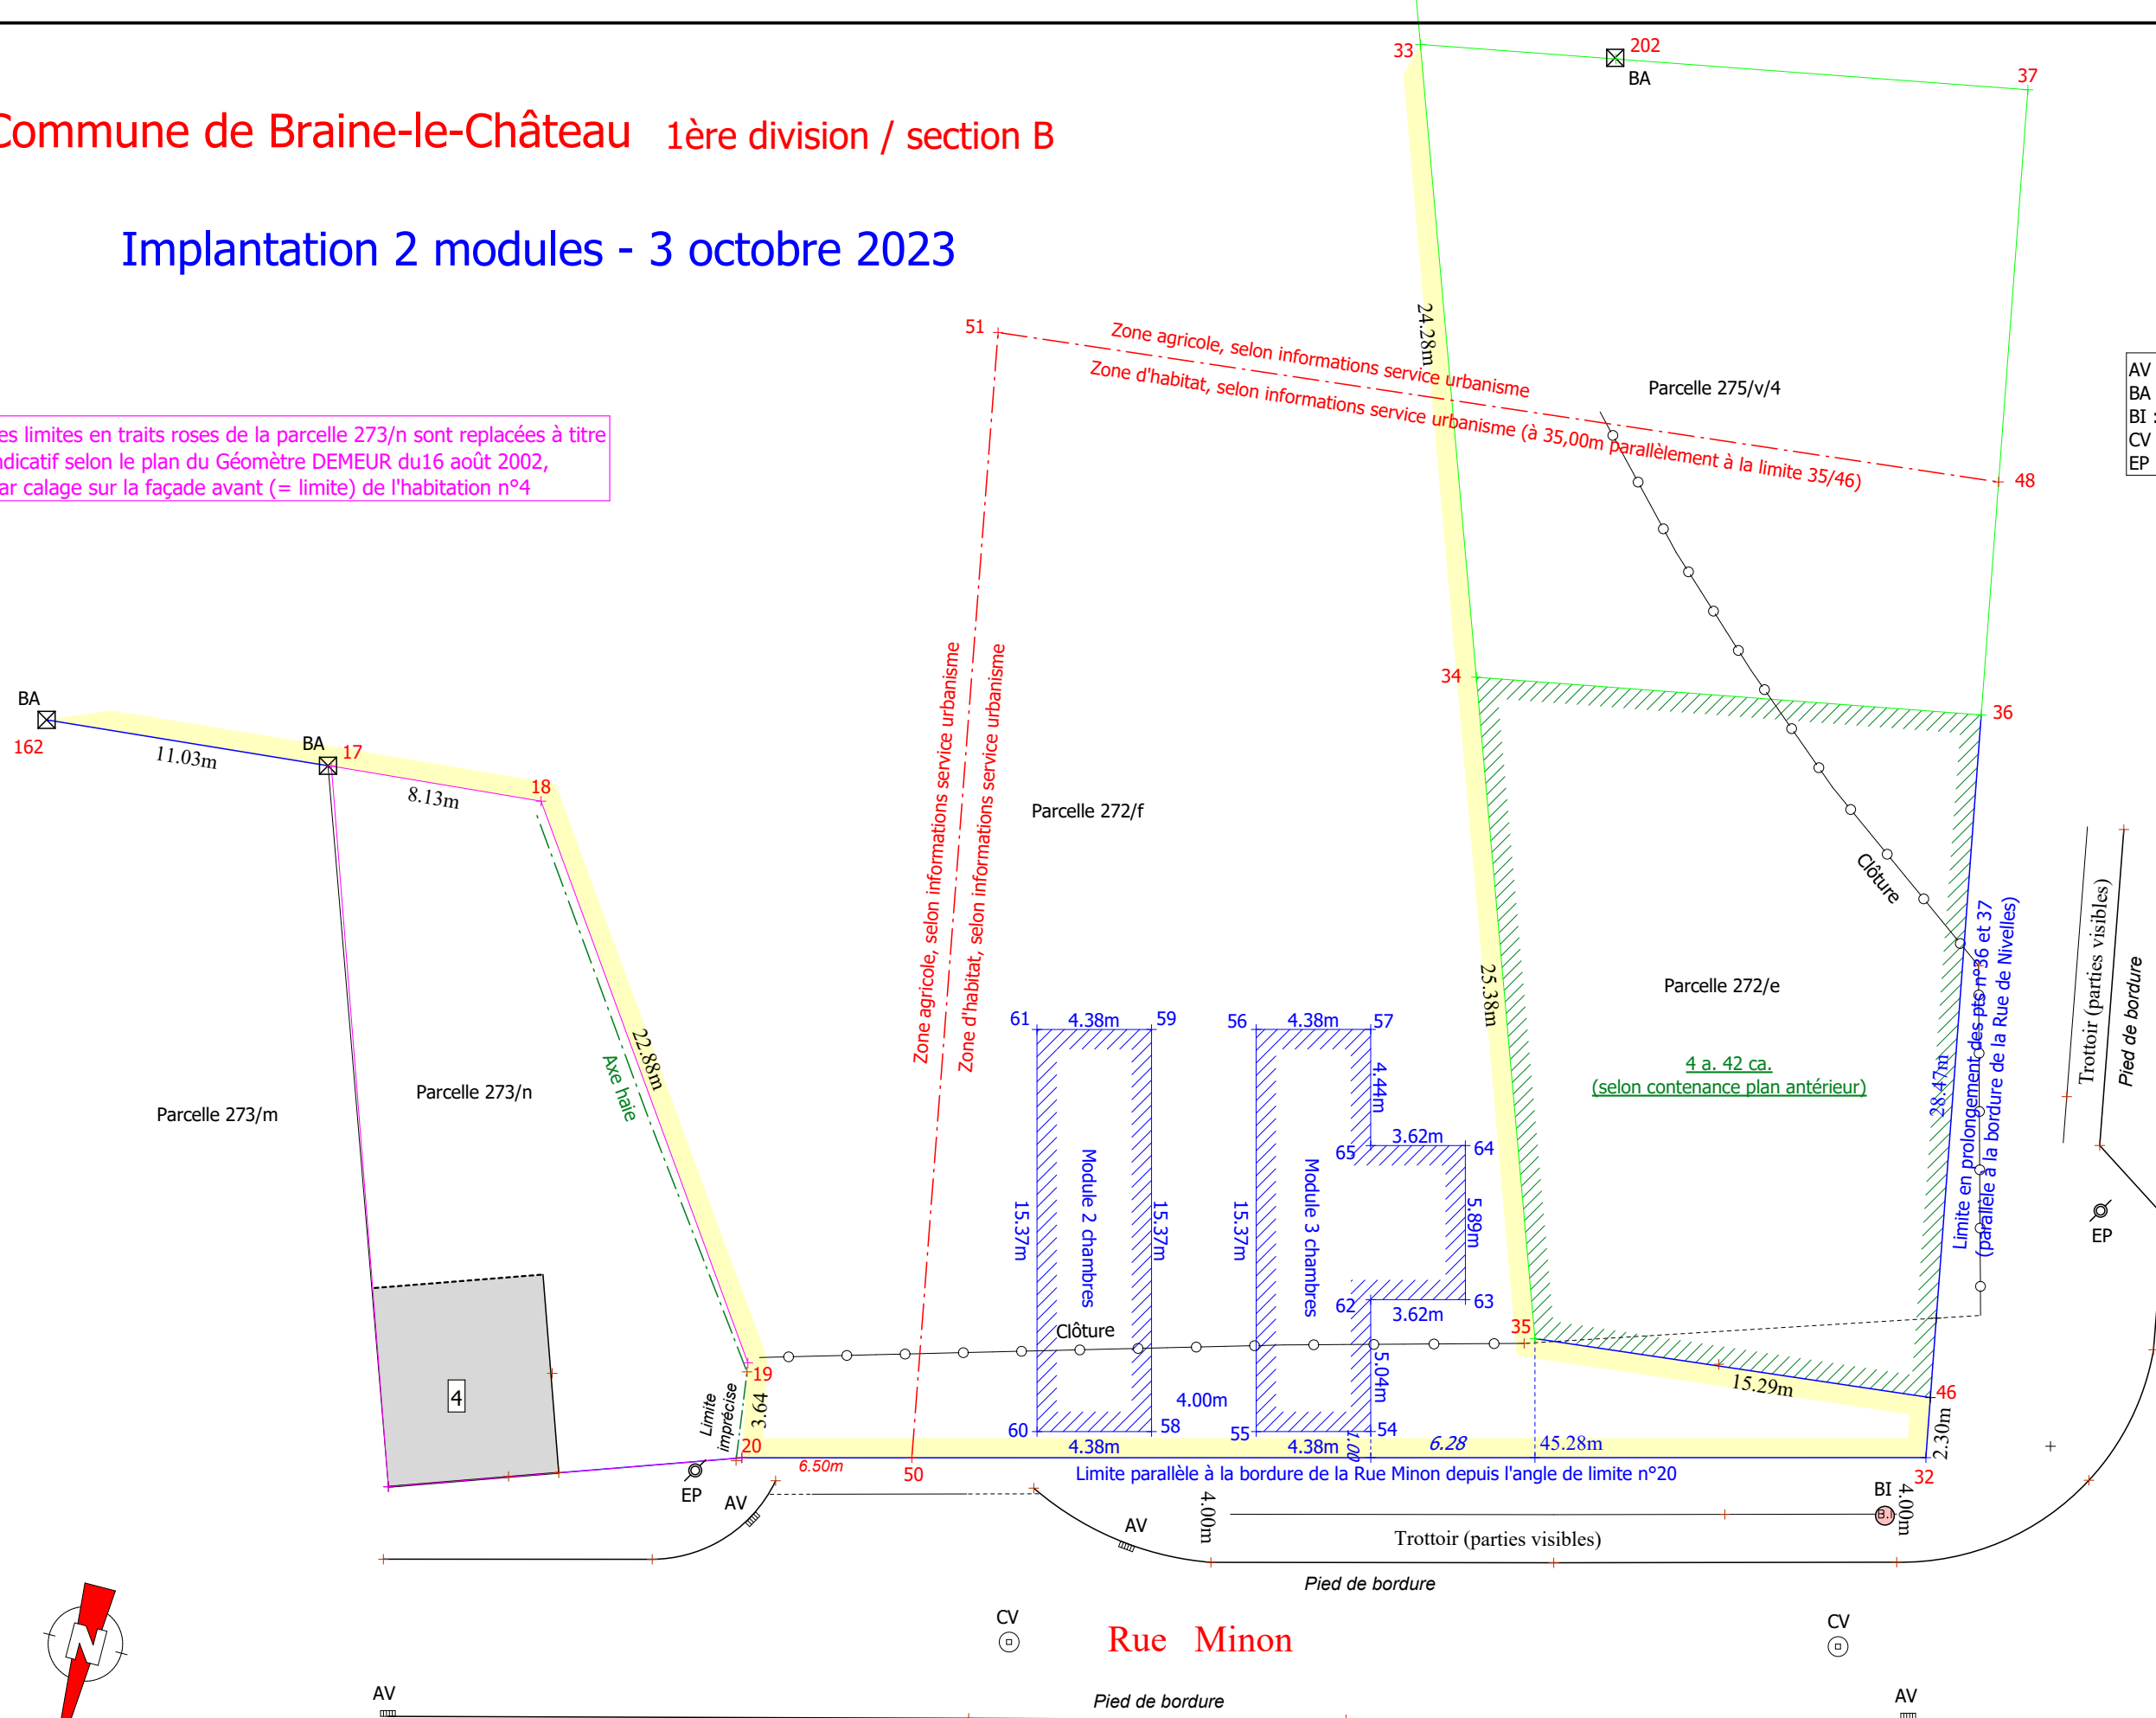 33
202
BA
37
Commune de Braine-le-Château 1ère division / section B
Implantation 2 modules - 3 octobre 2023
51
Zone agricole, selon informations service urbanisme
Zone d'habitat, selon informations service urbanisme (à 35,00m parallèlement à la limite 35/46)
24.28m
Parcelle 275/v/4
48
AV
BA
BI :
CV
EP
es limites en traits roses de la parcelle 273/n sont replacées à titre
ndicatif selon le plan du Géomètre DEMEUR du16 août 2002,
ar calage sur la façade avant (= limite) de l'habitation n°4
34
36
BA
162
11.03m
BA
17
8.13m
18
Zone agricole, selon informations service urbanisme
Zone d'habitat, selon informations service urbanisme
Parcelle 272/f
Clôture
Parcelle 273/m
Parcelle 273/n
Axe haie
22.88m
25.38m
Parcelle 272/e
4 a. 42 ca.
(selon contenance plan antérieur)
28.47m
Limite en prolongement des pts n°36 et 37
(parallèle à la bordure de la Rue de Nivelles)
Trottoir (parties visibles)
Pied de bordure
EP
61
4.38m
59
56
4.38m
57
4.44m
3.62m
65
64
15.37m
Module 2 chambres
15.37m
15.37m
Module 3 chambres
5.89m
62
3.62m
63
Clôture
35
5.04m
4.00m
15.29m
46
2.30m
4
19
3.64
Limite
imprécise
20
6.50m
50
60
4.38m
58
55
4.38m
54
1.00
6.28
45.28m
32
Limite parallèle à la bordure de la Rue Minon depuis l'angle de limite n°20
EP
AV
AV
4.00m
BI
B.I
4.00m
Trottoir (parties visibles)
Pied de bordure
N
CV
Rue Minon
CV
AV
Pied de bordure
AV